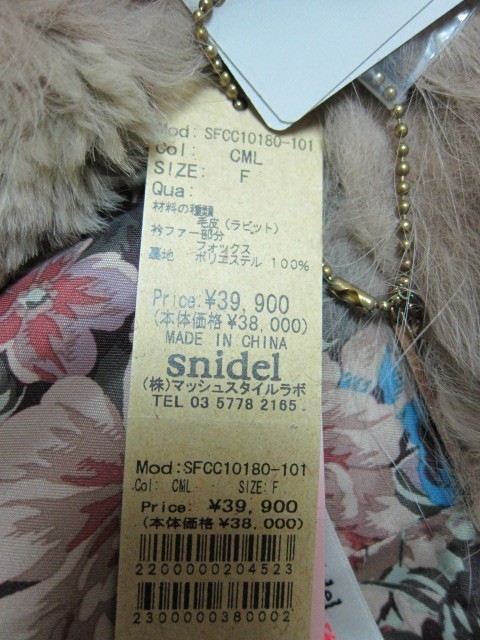 Mod: SFCC10180-101
Col: CML
SIZE: F
Qua:
材料の種類
毛皮（ラビット）
衿ファー部分
フォックス
裏地 ポリエステル 100%
Price: ¥39,900
(本体価格 ¥38,000)
MADE IN CHINA
snidel
(株)マッシュスタイルラボ
TEL 03 5778 2165
Mod:SFCC10180-101
Col: CML SIZE: F
Price: ¥39,900
(本体価格 ¥38,000)
2200000204523
2300000380002
snidel